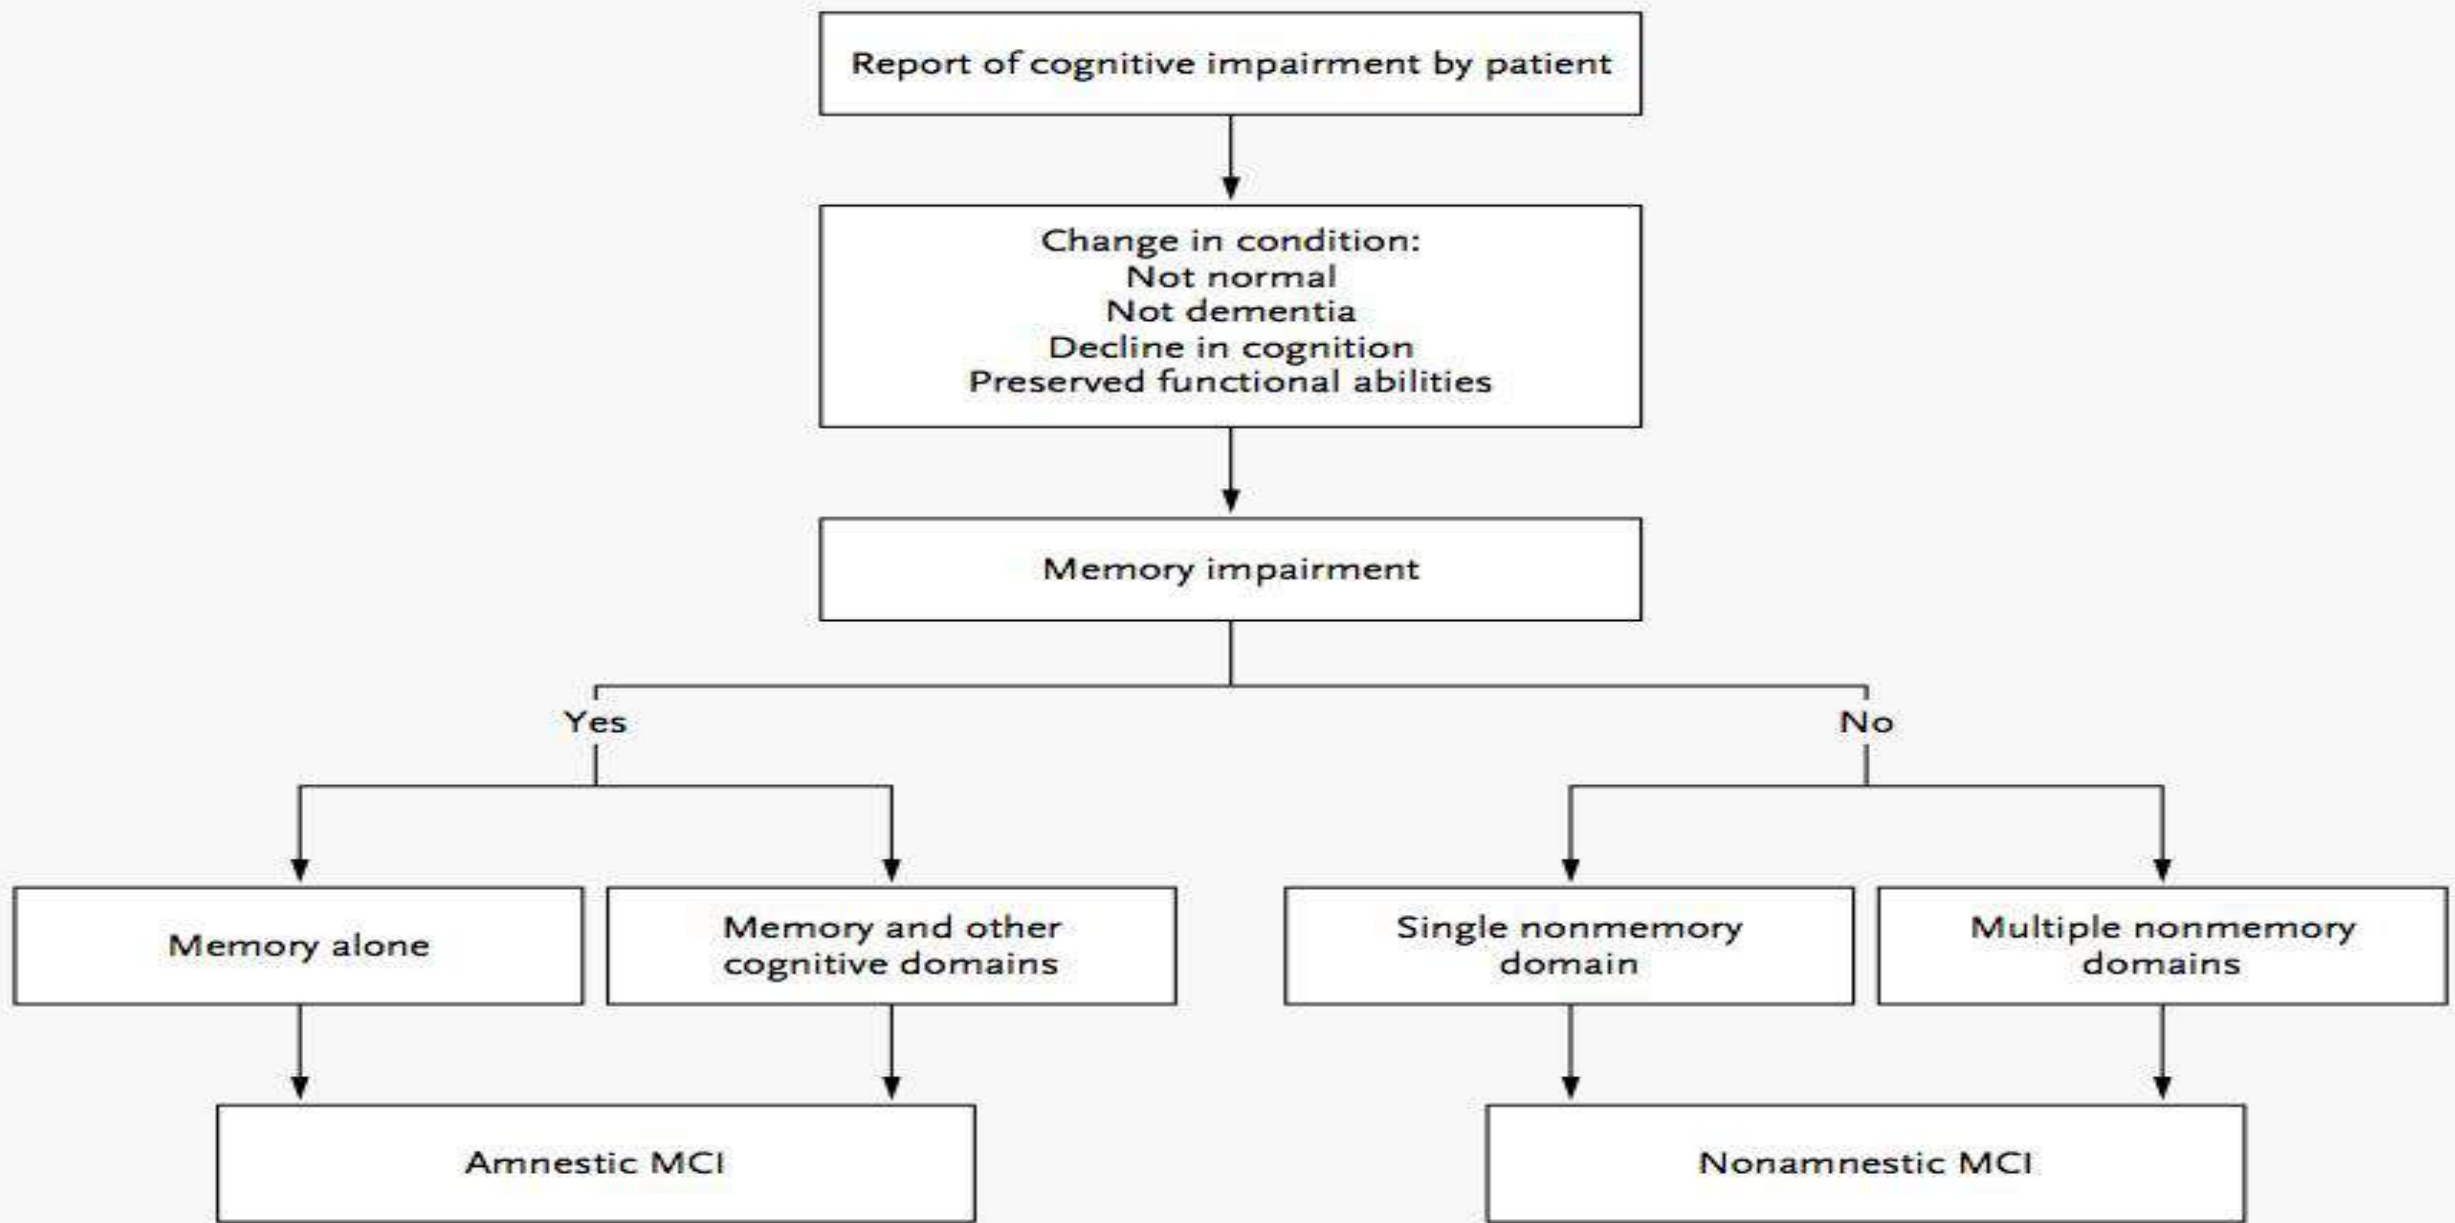 Report of cognitive impairment by patient
Change in condition:
Not normal
Not dementia
Decline in cognition
Preserved functional abilities
Memory impairment
Yes
No
Memory alone
Memory and other
cognitive domains
Single nonmemory
domain
Multiple nonmemory
domains
Amnestic MCI
Nonamnestic MCI